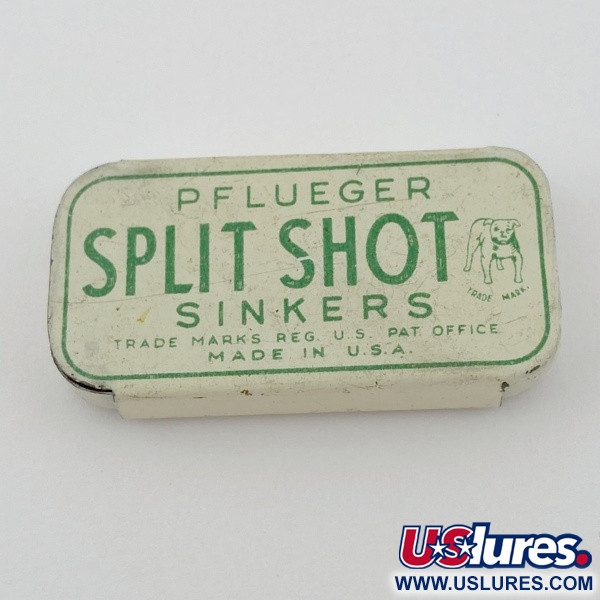 PFLUEGER
SPLIT SHOT
SINKERS
TRADE MARK.
TRADE MARKS REG. U.S. PAT OFFICE
MADE IN U.S.A.
USlures.
WWW.USLURES.COM